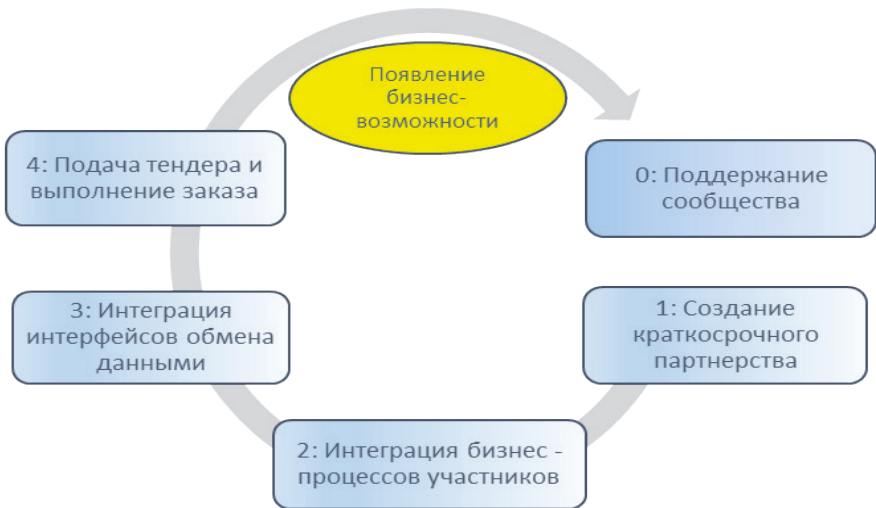 Появление
бизнес-
возможности
0: Поддержание
сообщества
1: Создание
краткосрочного
партнерства
2: Интеграция бизнес -
процессов участников
3: Интеграция
интерфейсов обмена
данными
4: Подача тендера и
выполнение заказа